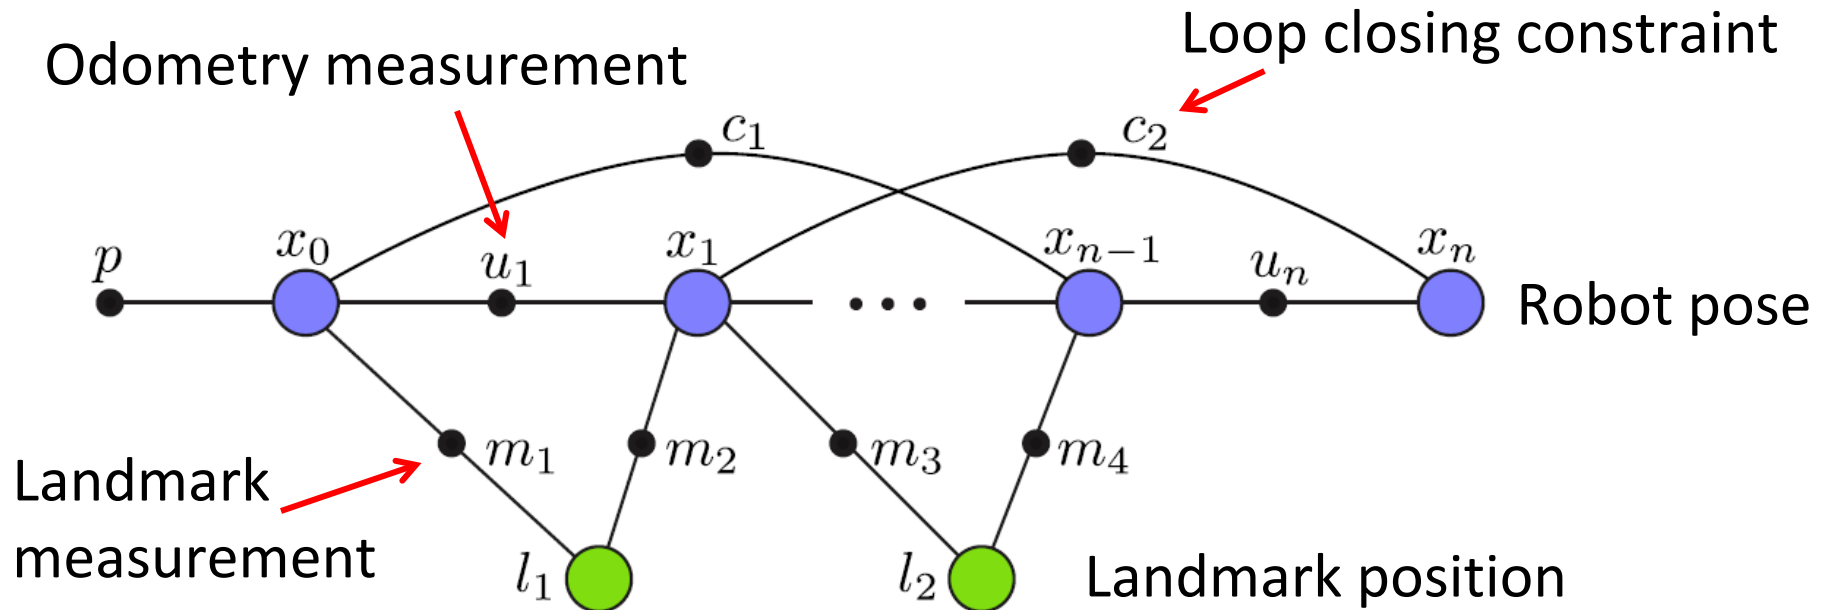 Loop closing constraint
Odometry measurement
c₁
c₂
p
x₀
u₁
x₁
xₙ₋₁
uₙ
xₙ
...
Robot pose
m₁
m₂
m₃
m₄
Landmark
measurement
l₁
l₂
Landmark position